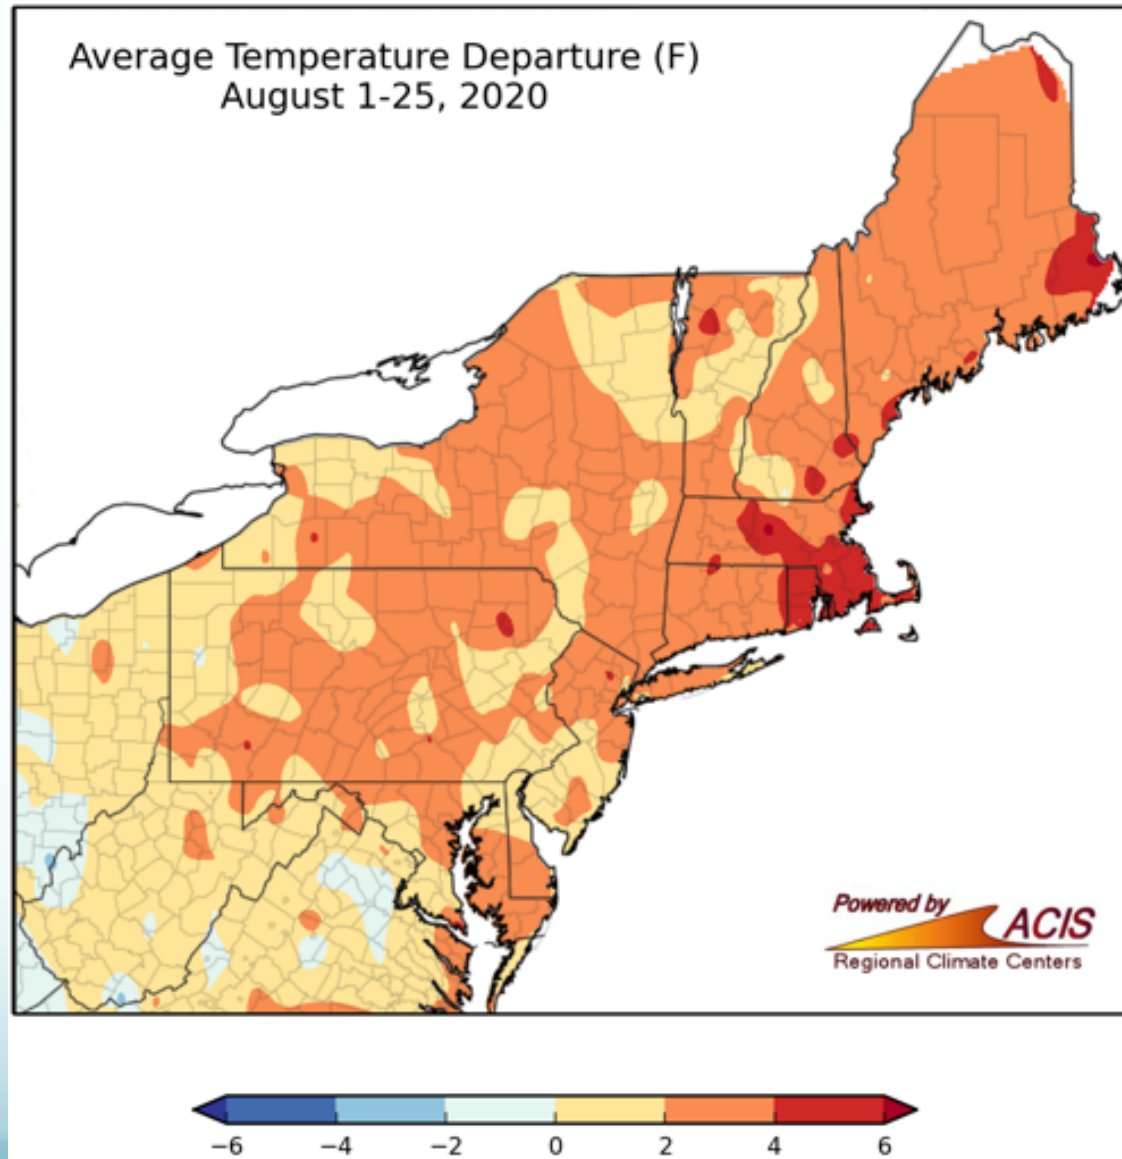 Average Temperature Departure (F)
August 1-25, 2020
Powered by
ACIS
Regional Climate Centers
−6 −4 −2 0 2 4 6